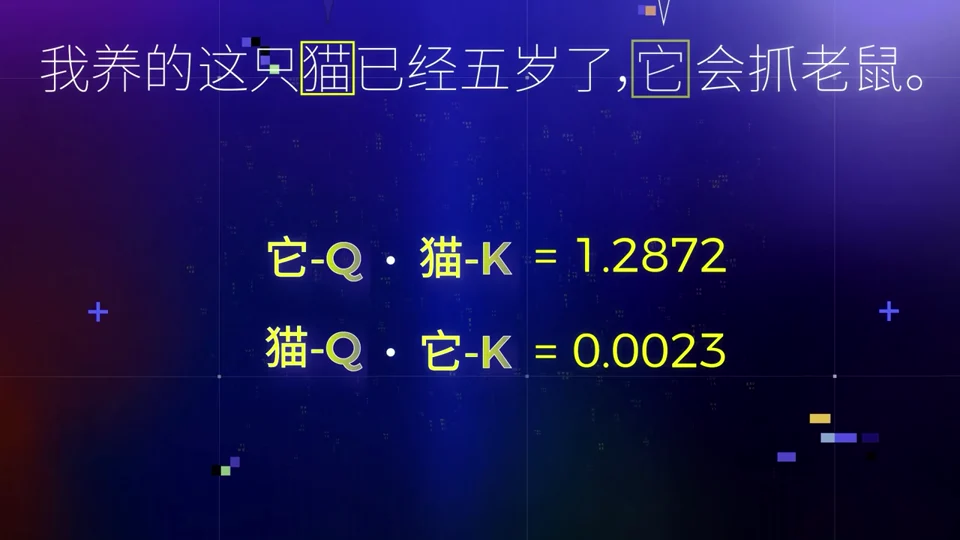 我养的这只猫已经五岁了,它会抓老鼠。
它-Q · 猫-K = 1.2872
猫-Q · 它-K = 0.0023